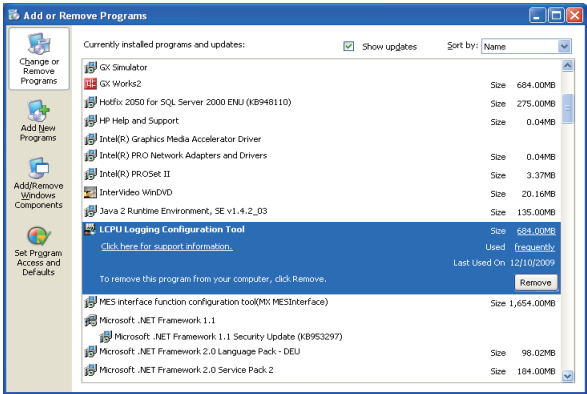 Add or Remove Programs
Currently installed programs and updates:
Show updates
Sort by: Name
Change or
Remove
Programs
Add New
Programs
Add/Remove
Windows
Components
Set Program
Access and
Defaults
GX Simulator
GX Works2 Size 684.00MB
Hotfix 2050 for SQL Server 2000 ENU (KB948110) Size 275.00MB
HP Help and Support Size 0.04MB
Intel(R) Graphics Media Accelerator Driver
Intel(R) PRO Network Adapters and Drivers Size 0.04MB
Intel(R) PROSet II Size 3.37MB
InterVideo WinDVD Size 20.16MB
Java 2 Runtime Environment, SE v1.4.2_03 Size 135.00MB
LCPU Logging Configuration Tool Size 684.00MB
Click here for support information. Used frequently
Last Used On 12/10/2009
To remove this program from your computer, click Remove. Remove
MES interface function configuration tool(MX MESInterface) Size 1,654.00MB
Microsoft .NET Framework 1.1
Microsoft .NET Framework 1.1 Security Update (KB953297)
Microsoft .NET Framework 2.0 Language Pack - DEU Size 98.02MB
Microsoft .NET Framework 2.0 Service Pack 2 Size 184.00MB